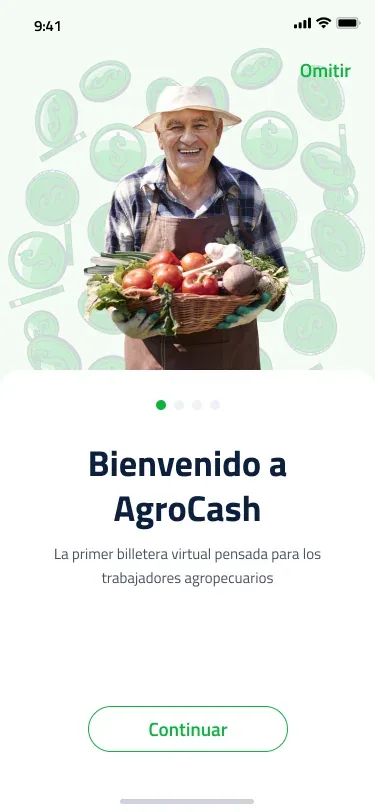 9:41
Omitir
Bienvenido a
AgroCash
La primer billetera virtual pensada para los
trabajadores agropecuarios
Continuar